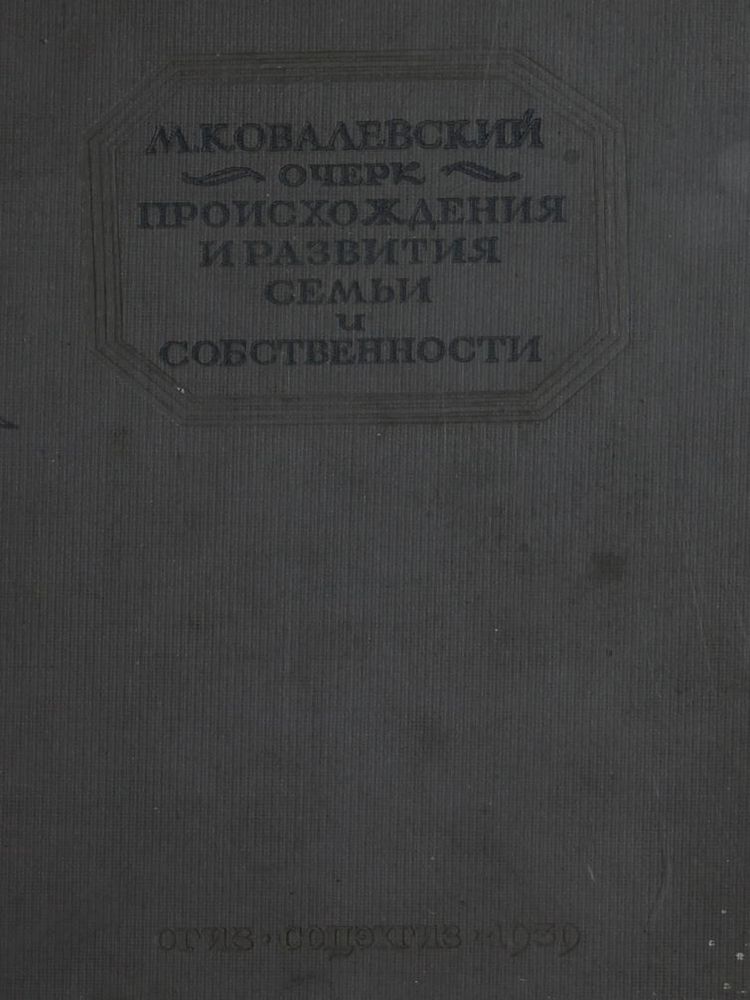 М. КОВАЛЕВСКИЙ
ОЧЕРК
ПРОИСХОЖДЕНИЯ
И РАЗВИТИЯ
СЕМЬИ
И
СОБСТВЕННОСТИ
ОГИЗ · СОЦЭКГИЗ · 1939